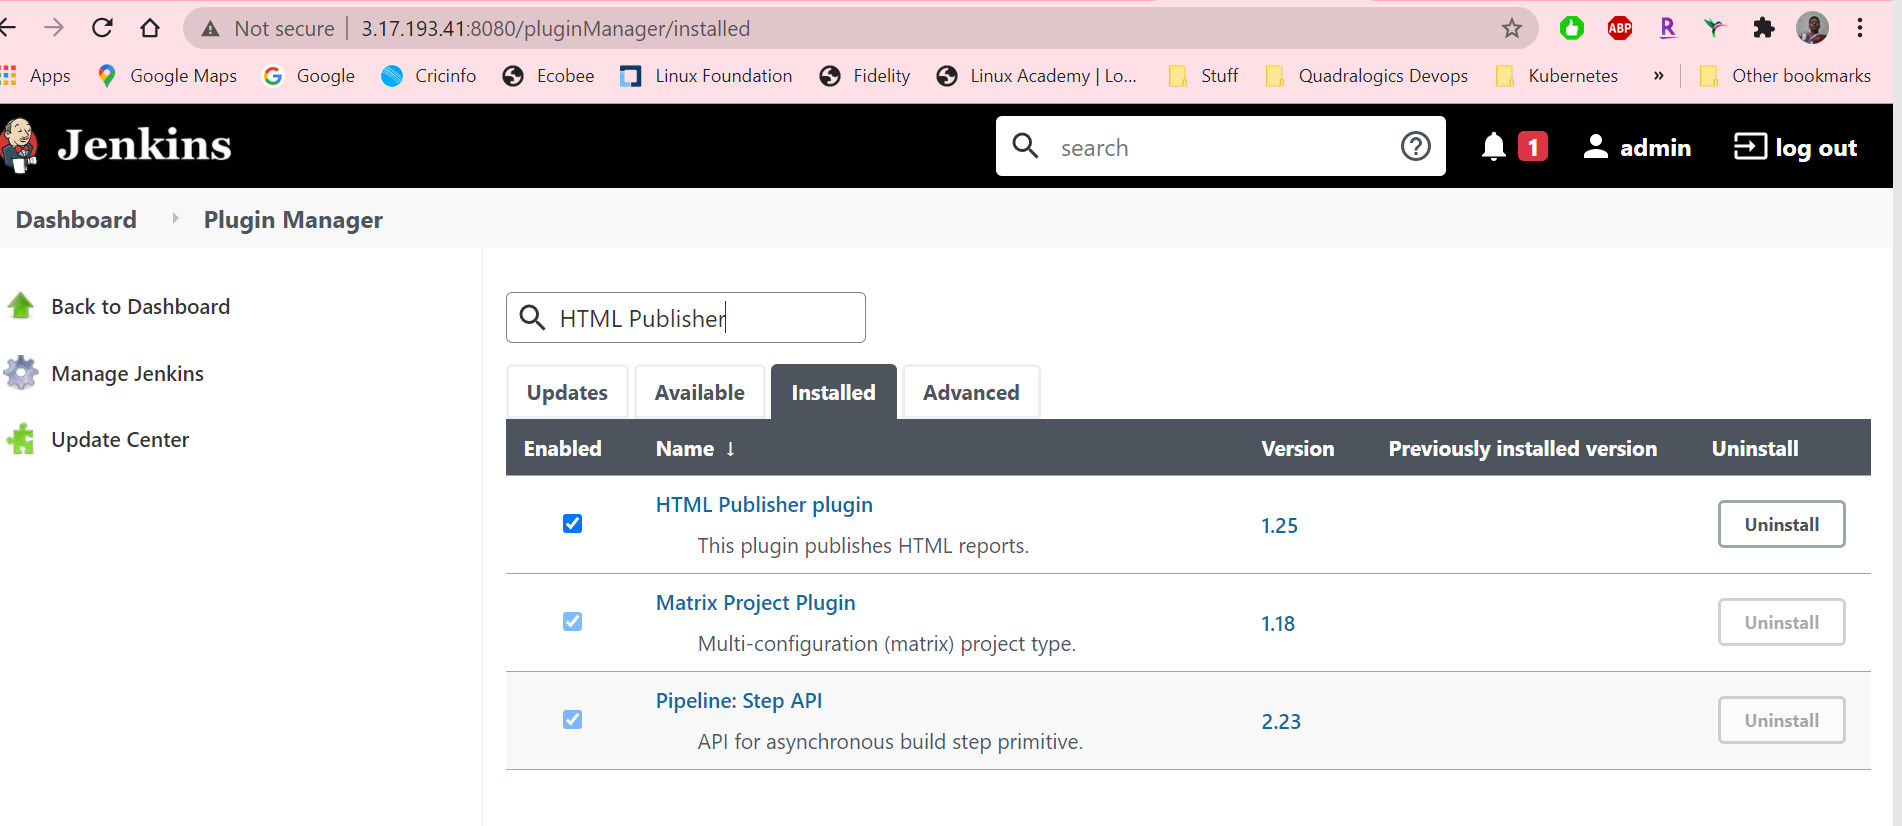 Not secure | 3.17.193.41:8080/pluginManager/installed
ABP
R
Apps Google Maps Google Cricinfo Ecobee Linux Foundation Fidelity Linux Academy | Lo... Stuff Quadralogics Devops Kubernetes » Other bookmarks
Jenkins search 1 admin log out
Dashboard Plugin Manager
Back to Dashboard
Manage Jenkins
Update Center
HTML Publisher
Updates Available Installed Advanced
Enabled Name ↓ Version Previously installed version Uninstall
HTML Publisher plugin
This plugin publishes HTML reports.
1.25 Uninstall
Matrix Project Plugin
Multi-configuration (matrix) project type.
1.18 Uninstall
Pipeline: Step API
API for asynchronous build step primitive.
2.23 Uninstall